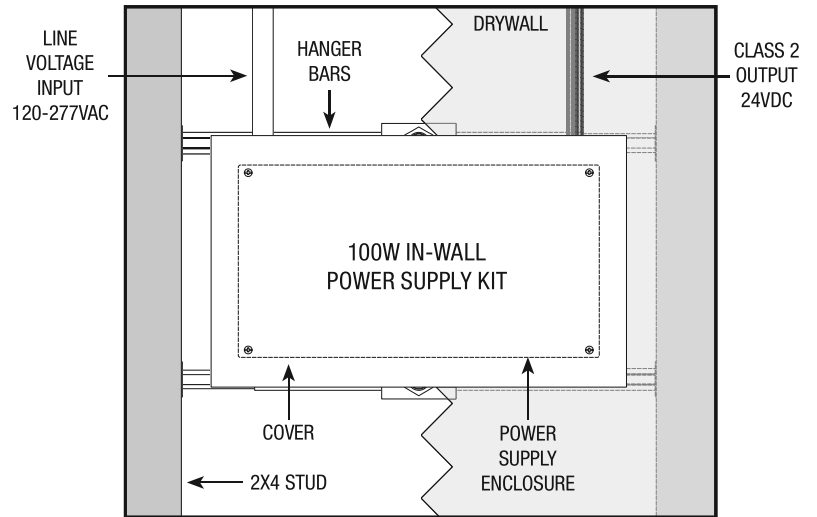 LINE
VOLTAGE
INPUT
120-277VAC
HANGER
BARS
DRYWALL
CLASS 2
OUTPUT
24VDC
100W IN-WALL
POWER SUPPLY KIT
COVER
POWER
SUPPLY
ENCLOSURE
2X4 STUD